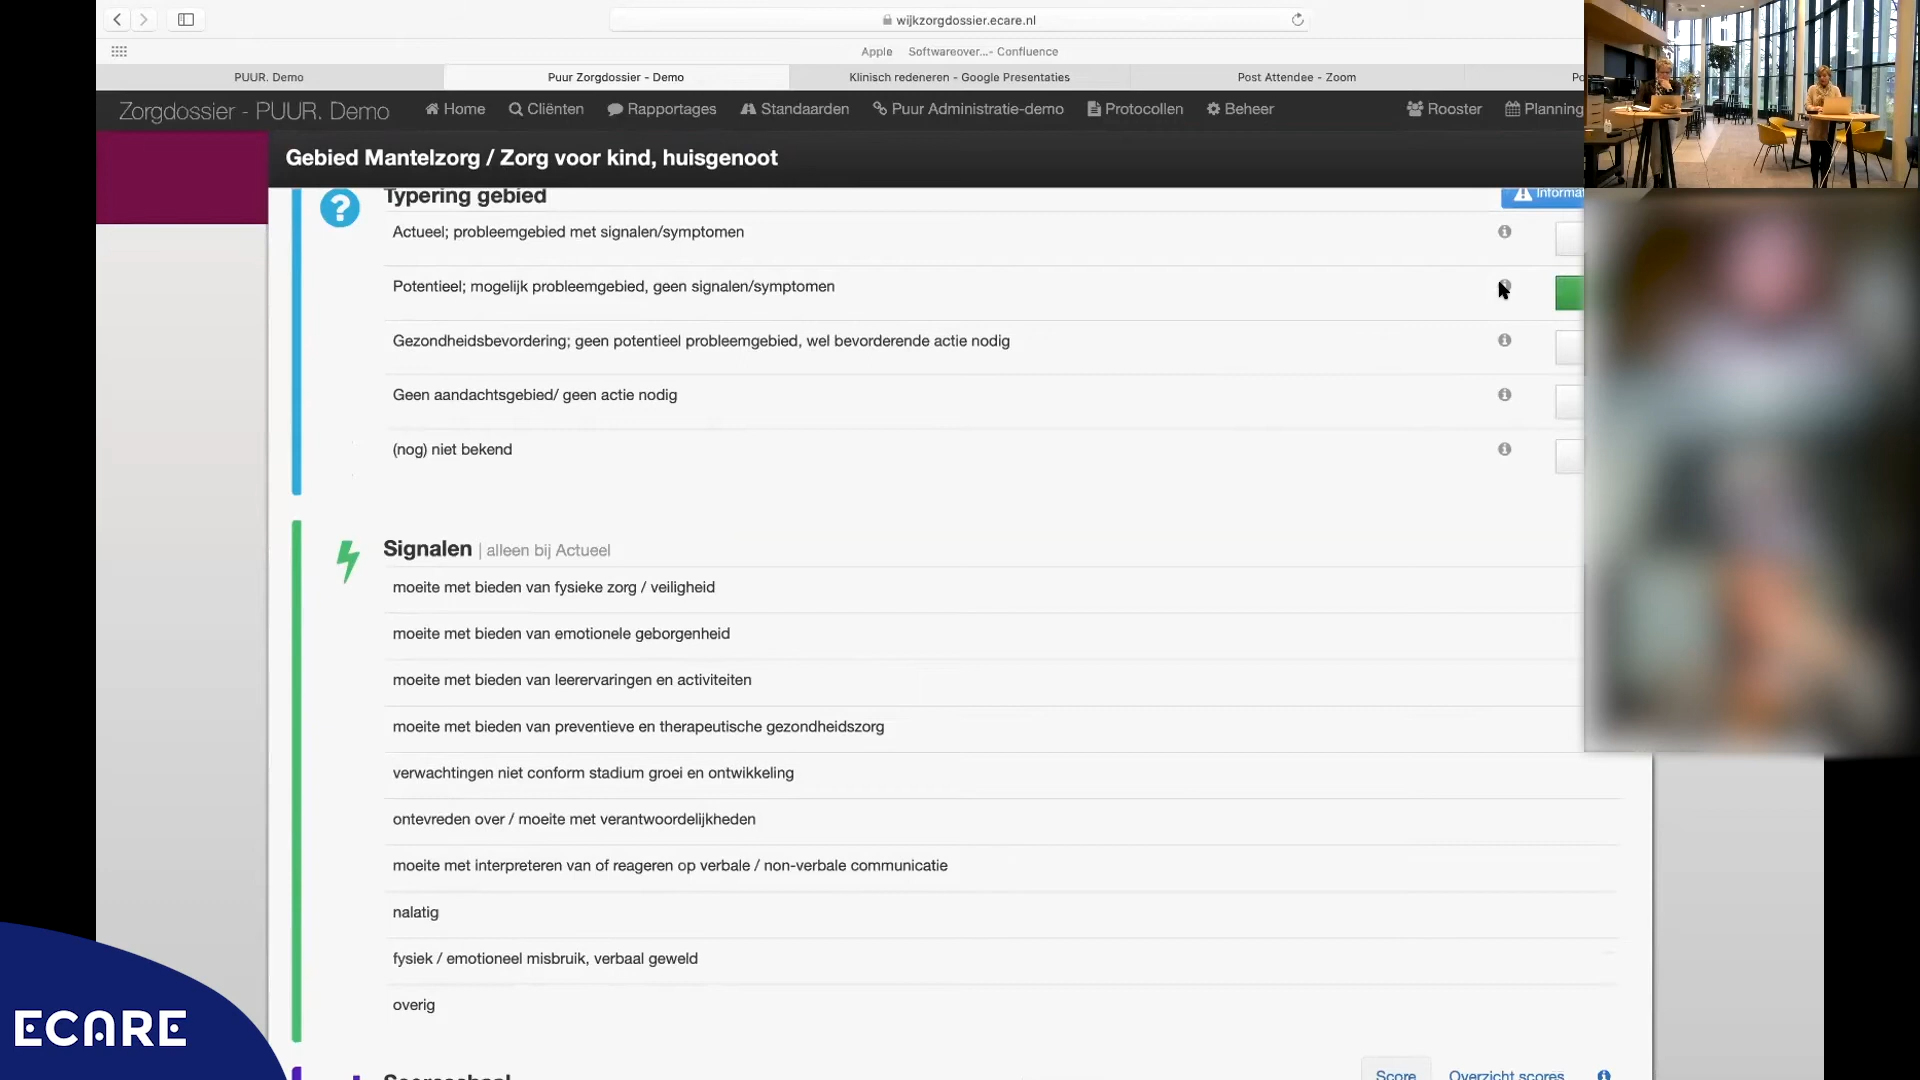 wijkzorgdossier.ecare.nl
Apple Softwareover...- Confluence
PUUR. Demo
Puur Zorgdossier - Demo
Klinisch redeneren - Google Presentaties
Post Attendee - Zoom
Zorgdossier - PUUR. Demo
Home
Cliënten
Rapportages
Standaarden
Puur Administratie-demo
Protocollen
Beheer
Rooster
Planning
Gebied Mantelzorg / Zorg voor kind, huisgenoot
Typering gebied
Actueel; probleemgebied met signalen/symptomen
Potentieel; mogelijk probleemgebied, geen signalen/symptomen
Gezondheidsbevordering; geen potentieel probleemgebied, wel bevorderende actie nodig
Geen aandachtsgebied/ geen actie nodig
(nog) niet bekend
Signalen | alleen bij Actueel
moeite met bieden van fysieke zorg / veiligheid
moeite met bieden van emotionele geborgenheid
moeite met bieden van leerervaringen en activiteiten
moeite met bieden van preventieve en therapeutische gezondheidszorg
verwachtingen niet conform stadium groei en ontwikkeling
ontevreden over / moeite met verantwoordelijkheden
moeite met interpreteren van of reageren op verbale / non-verbale communicatie
nalatig
fysiek / emotioneel misbruik, verbaal geweld
overig
Score
Overzicht scores
ECARE